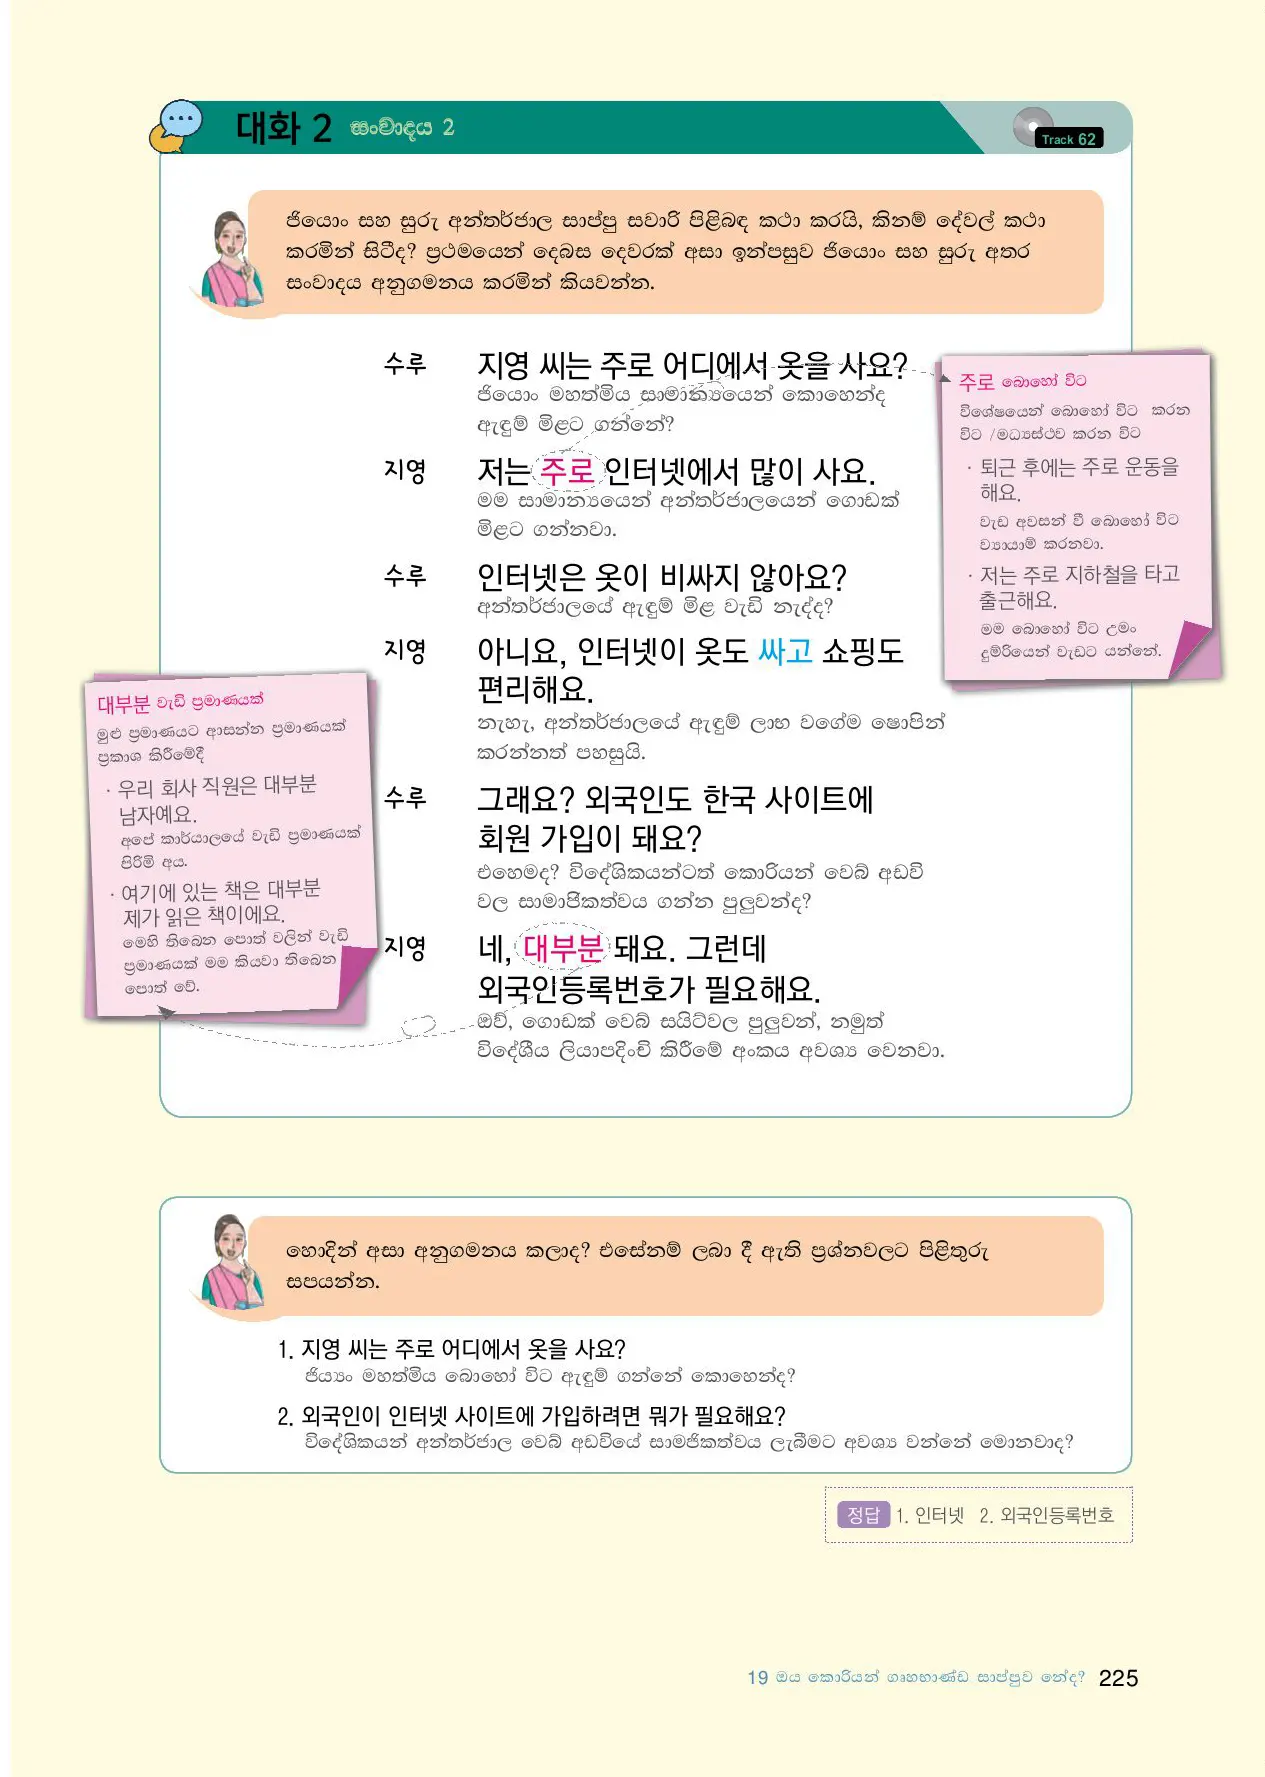 대화 2 සංවාදය 2
Track 62
ජියොං සහ සුරු අන්තර්ජාල සාප්පු සවාරි පිළිබඳ කථා කරයි, කිනම් දේවල් කථා
කරමින් සිටීද? ප්‍රථමයෙන් දෙබස දෙවරක් අසා ඉන්පසුව ජියොං සහ සුරු අතර
සංවාදය අනුගමනය කරමින් කියවන්න.
수루 지영 씨는 주로 어디에서 옷을 사요?
ජියොං මහත්මිය සාමාන්‍යයෙන් කොහෙන්ද
ඇඳුම් මිළට ගන්නේ?
지영 저는 주로 인터넷에서 많이 사요.
මම සාමාන්‍යයෙන් අන්තර්ජාලයෙන් ගොඩක්
මිළට ගන්නවා.
수루 인터넷은 옷이 비싸지 않아요?
අන්තර්ජාලයේ ඇඳුම් මිළ වැඩි නැද්ද?
지영 아니요, 인터넷이 옷도 싸고 쇼핑도
편리해요.
නැහැ, අන්තර්ජාලයේ ඇඳුම් ලාභ වගේම ෂොපින්
කරන්නත් පහසුයි.
수루 그래요? 외국인도 한국 사이트에
회원 가입이 돼요?
එහෙමද? විදේශිකයන්ටත් කොරියන් වෙබ් අඩවි
වල සාමාජිකත්වය ගන්න පුලුවන්ද?
지영 네, 대부분 돼요. 그런데
외국인등록번호가 필요해요.
ඔව්, ගොඩක් වෙබ් සයිට්වල පුලුවන්, නමුත්
විදේශීය ලියාපදිංචි කිරීමේ අංකය අවශ්‍ය වෙනවා.
주로 බොහෝ විට
විශේෂයෙන් බොහෝ විට කරන
විට /මධ්‍යස්ථව කරන විට
· 퇴근 후에는 주로 운동을
해요.
වැඩ අවසන් වී බොහෝ විට
ව්‍යායාම් කරනවා.
· 저는 주로 지하철을 타고
출근해요.
මම බොහෝ විට උමං
දුම්රියෙන් වැඩට යන්නේ.
대부분 වැඩි ප්‍රමාණයක්
මුළු ප්‍රමාණයට ආසන්න ප්‍රමාණයක්
ප්‍රකාශ කිරීමේදී
· 우리 회사 직원은 대부분
남자예요.
අපේ කාර්යාලයේ වැඩි ප්‍රමාණයක්
පිරිමි අය.
· 여기에 있는 책은 대부분
제가 읽은 책이에요.
මෙහි තිබෙන පොත් වලින් වැඩි
ප්‍රමාණයක් මම කියවා තිබෙන
පොත් වේ.
හොදින් අසා අනුගමනය කලාද? එසේනම් ලබා දී ඇති ප්‍රශ්නවලට පිළිතුරු
සපයන්න.
1. 지영 씨는 주로 어디에서 옷을 사요?
ජිය්‍යං මහත්මිය බොහෝ විට ඇඳුම් ගන්නේ කොහෙන්ද?
2. 외국인이 인터넷 사이트에 가입하려면 뭐가 필요해요?
විදේශිකයන් අන්තර්ජාල වෙබ් අඩවියේ සාමජිකත්වය ලැබීමට අවශ්‍ය වන්නේ මොනවාද?
정답 1. 인터넷 2. 외국인등록번호
19 ඔය කොරියන් ගෘහභාණ්ඩ සාප්පුව නේද? 225